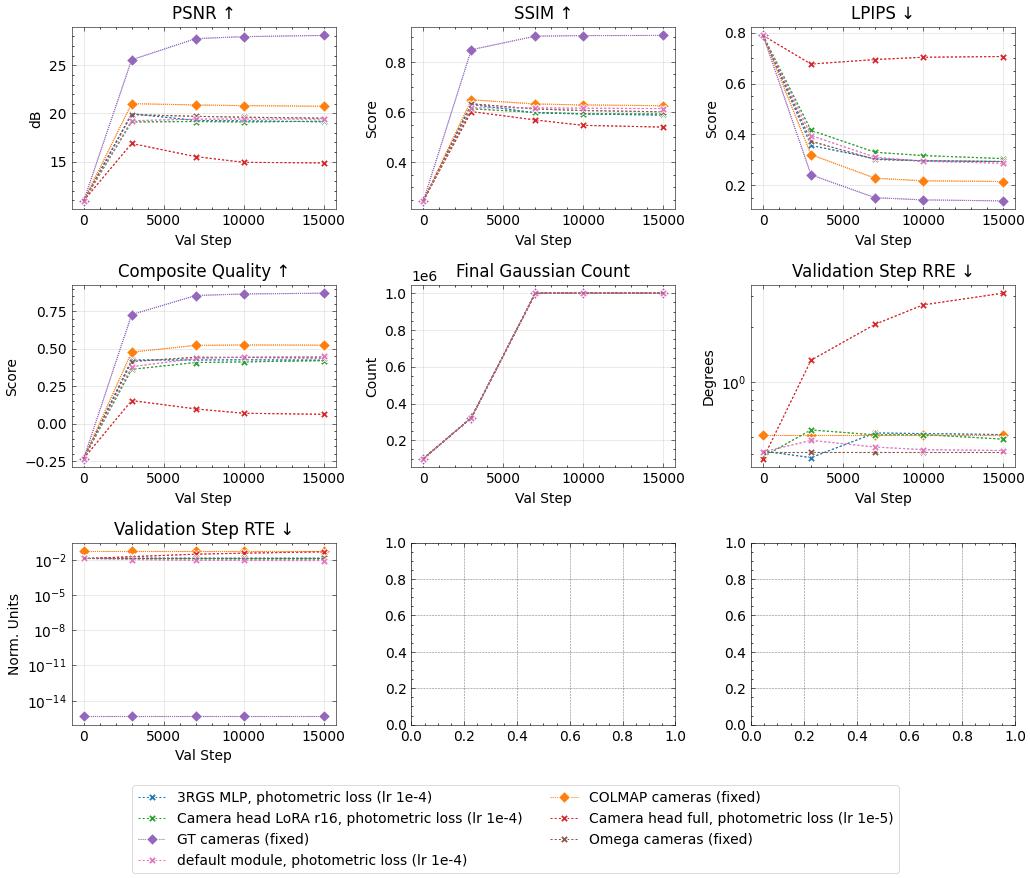 PSNR ↑
SSIM ↑
LPIPS ↓
25
20
15
dB
0
5000
10000
15000
Val Step
0.8
0.6
0.4
Score
0
5000
10000
15000
Val Step
0.8
0.6
0.4
0.2
Score
0
5000
10000
15000
Val Step
Composite Quality ↑
Final Gaussian Count
Validation Step RRE ↓
0.75
0.50
0.25
0.00
−0.25
Score
0
5000
10000
15000
Val Step
1e6
1.0
0.8
0.6
0.4
0.2
Count
0
5000
10000
15000
Val Step
10⁰
Degrees
0
5000
10000
15000
Val Step
Validation Step RTE ↓
10⁻²
10⁻⁵
10⁻⁸
10⁻¹¹
10⁻¹⁴
Norm. Units
0
5000
10000
15000
Val Step
1.0
0.8
0.6
0.4
0.2
0.0
0.0
0.2
0.4
0.6
0.8
1.0
1.0
0.8
0.6
0.4
0.2
0.0
0.0
0.2
0.4
0.6
0.8
1.0
3RGS MLP, photometric loss (lr 1e-4)
Camera head LoRA r16, photometric loss (lr 1e-4)
GT cameras (fixed)
default module, photometric loss (lr 1e-4)
COLMAP cameras (fixed)
Camera head full, photometric loss (lr 1e-5)
Omega cameras (fixed)